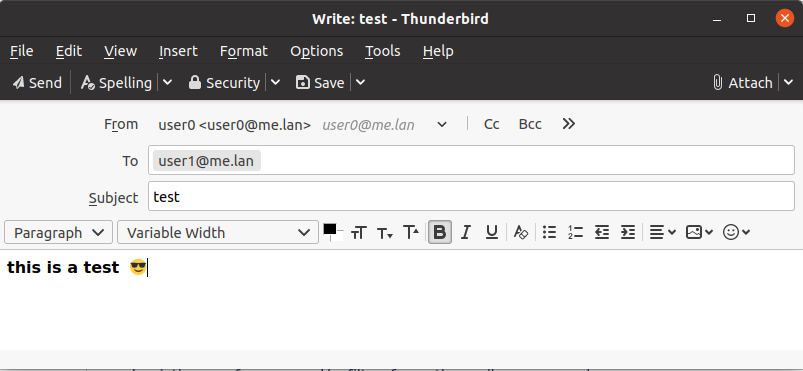 Write: test - Thunderbird
File Edit View Insert Format Options Tools Help
Send Spelling Security Save Attach
From user0 <user0@me.lan> user0@me.lan Cc Bcc
To user1@me.lan
Subject test
Paragraph Variable Width B I U
this is a test 😎